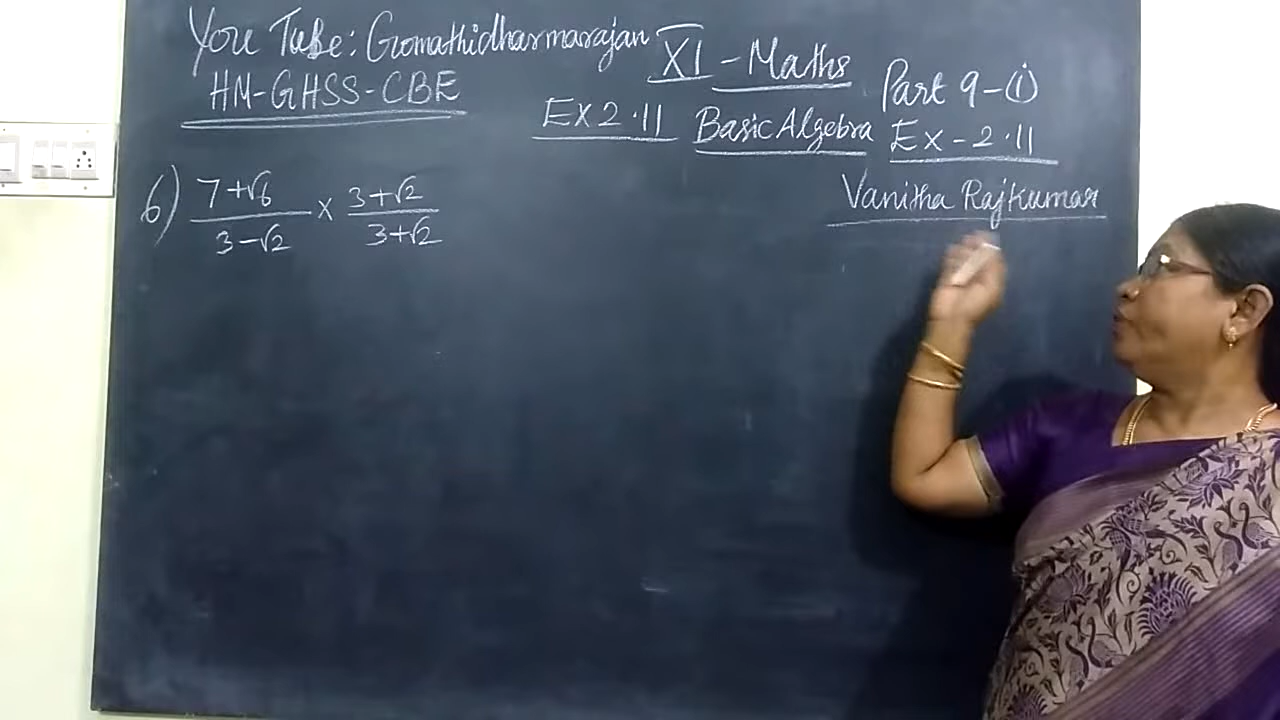 You Tube: Gomathidharmarajan
HM-GHSS-CBE
XI - Maths
Part 9-(i)
Ex 2.11 Basic Algebra Ex-2.11
Vanitha Rajkumar
6) 7+√6 / 3-√2 x 3+√2 / 3+√2